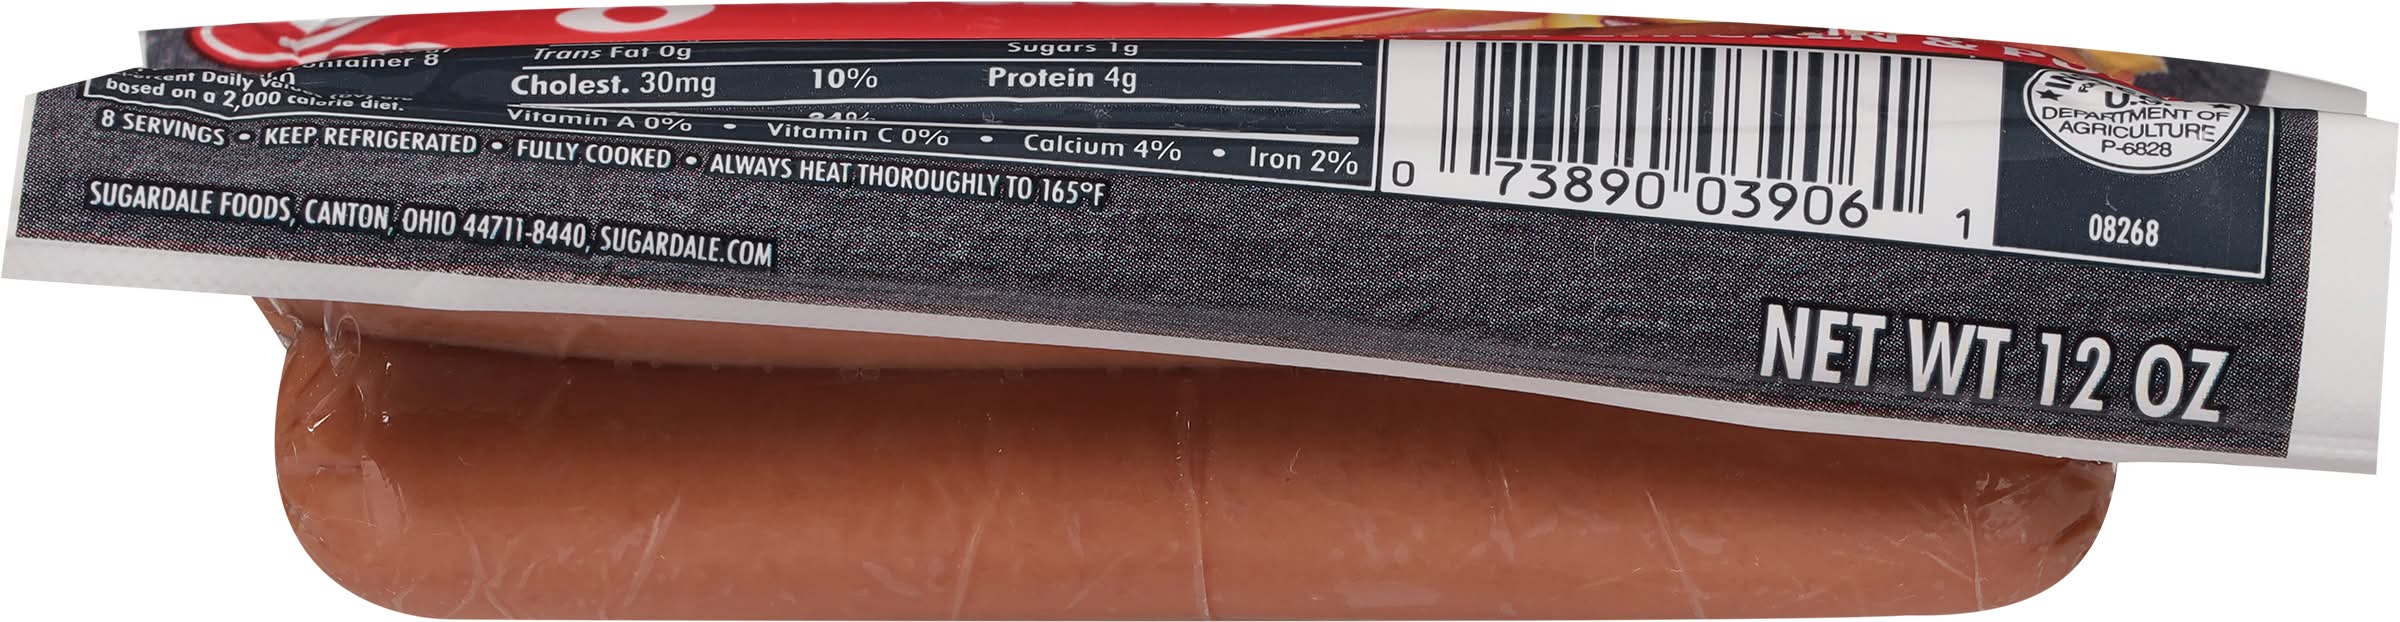 & P
Trans Fat 0g Sugars 1g
Container 8
Cholest. 30mg 10% Protein 4g
Percent Daily
based on a 2,000 calorie diet.
Vitamin A 0% • Vitamin C 0% • Calcium 4% • Iron 2%
8 SERVINGS • KEEP REFRIGERATED • FULLY COOKED • ALWAYS HEAT THOROUGHLY TO 165°F
SUGARDALE FOODS, CANTON, OHIO 44711-8440, SUGARDALE.COM
0 73890 03906 1
U.S.
DEPARTMENT OF
AGRICULTURE
P-6828
08268
NET WT 12 OZ